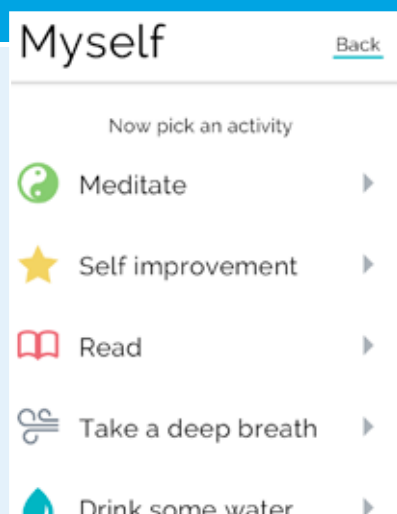 Myself
Back
Now pick an activity
Meditate
Self improvement
Read
Take a deep breath
Drink some water